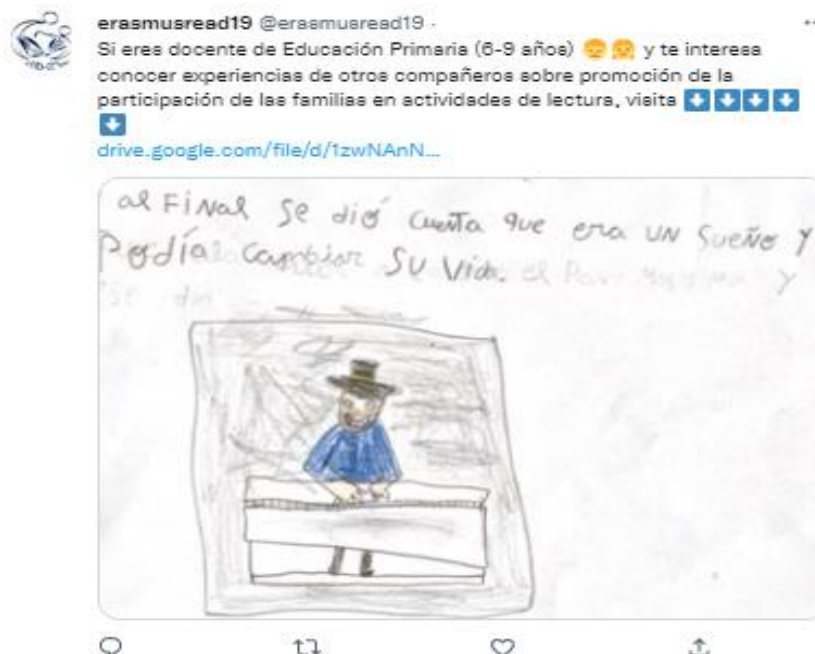 erasmusread19 @erasmusread19 ·
Si eres docente de Educación Primaria (6-9 años) y te interesa
conocer experiencias de otros compañeros sobre promoción de la
participación de las familias en actividades de lectura, visita
drive.google.com/file/d/1zwNAnN...
al FiNal Se dió cuenta que era UN Sueño Y
Podía Cambiar SU Vida.